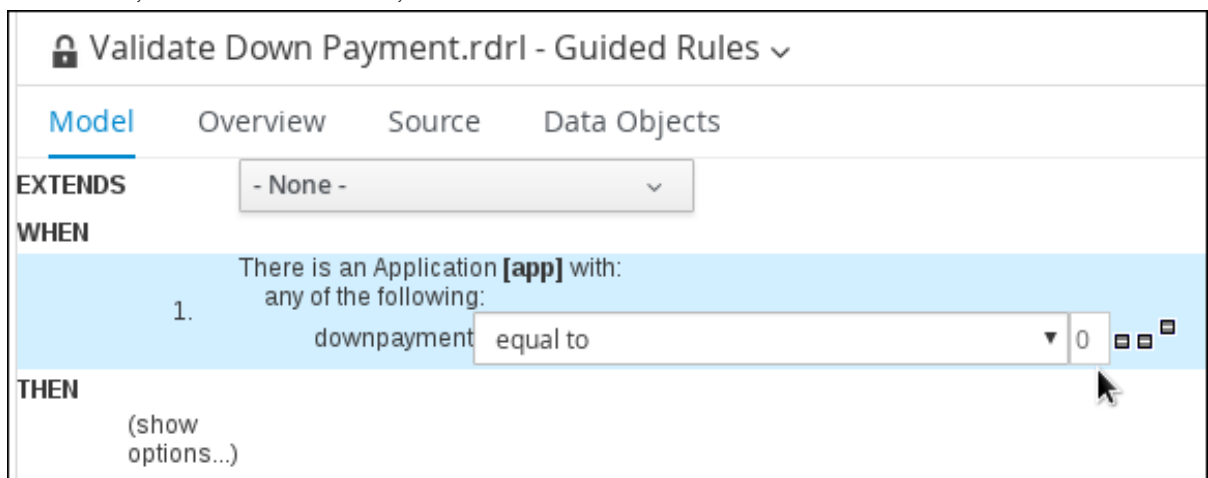 Validate Down Payment.rdrl - Guided Rules
Model Overview Source Data Objects
EXTENDS - None -
WHEN
There is an Application [app] with:
any of the following:
1.
downpayment equal to 0
THEN
(show
options...)